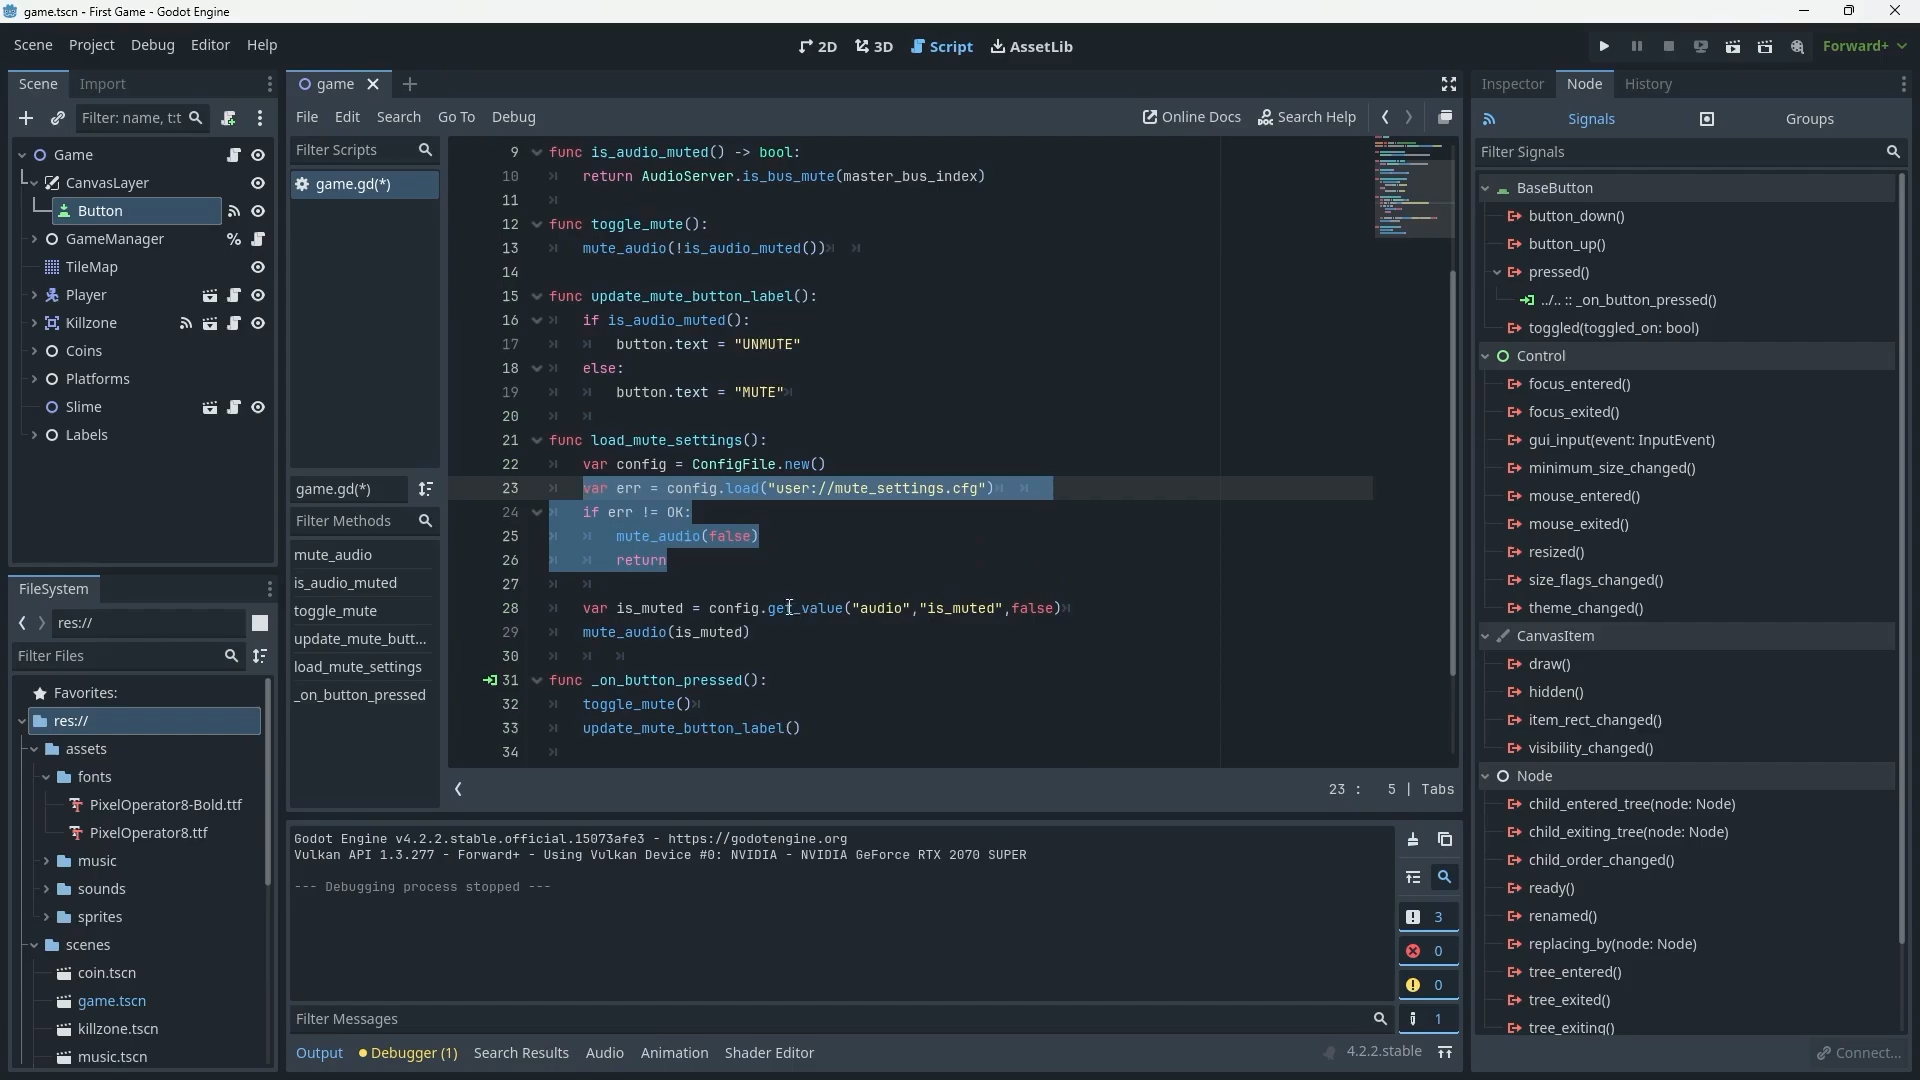 game.tscn - First Game - Godot Engine
Scene Project Debug Editor Help
2D 3D Script AssetLib
Forward+
Scene Import
Filter: name, t:t
Game
CanvasLayer
Button
GameManager
%
TileMap
Player
Killzone
Coins
Platforms
Slime
Labels
FileSystem
res://
Filter Files
Favorites:
res://
assets
fonts
PixelOperator8-Bold.ttf
PixelOperator8.ttf
music
sounds
sprites
scenes
coin.tscn
game.tscn
killzone.tscn
music.tscn
game
File Edit Search Go To Debug
Online Docs Search Help
Filter Scripts
game.gd(*)
game.gd(*)
Filter Methods
mute_audio
is_audio_muted
toggle_mute
update_mute_butt...
load_mute_settings
_on_button_pressed
9 func is_audio_muted() -> bool:
10 return AudioServer.is_bus_mute(master_bus_index)
11
12 func toggle_mute():
13 mute_audio(!is_audio_muted())
14
15 func update_mute_button_label():
16 if is_audio_muted():
17 button.text = "UNMUTE"
18 else:
19 button.text = "MUTE"
20
21 func load_mute_settings():
22 var config = ConfigFile.new()
23 var err = config.load("user://mute_settings.cfg")
24 if err != OK:
25 mute_audio(false)
26 return
27
28 var is_muted = config.get_value("audio","is_muted",false)
29 mute_audio(is_muted)
30
31 func _on_button_pressed():
32 toggle_mute()
33 update_mute_button_label()
34
23 : 5 | Tabs
Godot Engine v4.2.2.stable.official.15073afe3 - https://godotengine.org
Vulkan API 1.3.277 - Forward+ - Using Vulkan Device #0: NVIDIA - NVIDIA GeForce RTX 2070 SUPER
--- Debugging process stopped ---
3
0
0
1
Filter Messages
Output Debugger (1) Search Results Audio Animation Shader Editor
4.2.2.stable
Inspector Node History
Signals Groups
Filter Signals
BaseButton
button_down()
button_up()
pressed()
../.. :: _on_button_pressed()
toggled(toggled_on: bool)
Control
focus_entered()
focus_exited()
gui_input(event: InputEvent)
minimum_size_changed()
mouse_entered()
mouse_exited()
resized()
size_flags_changed()
theme_changed()
CanvasItem
draw()
hidden()
item_rect_changed()
visibility_changed()
Node
child_entered_tree(node: Node)
child_exiting_tree(node: Node)
child_order_changed()
ready()
renamed()
replacing_by(node: Node)
tree_entered()
tree_exited()
tree_exiting()
Connect...